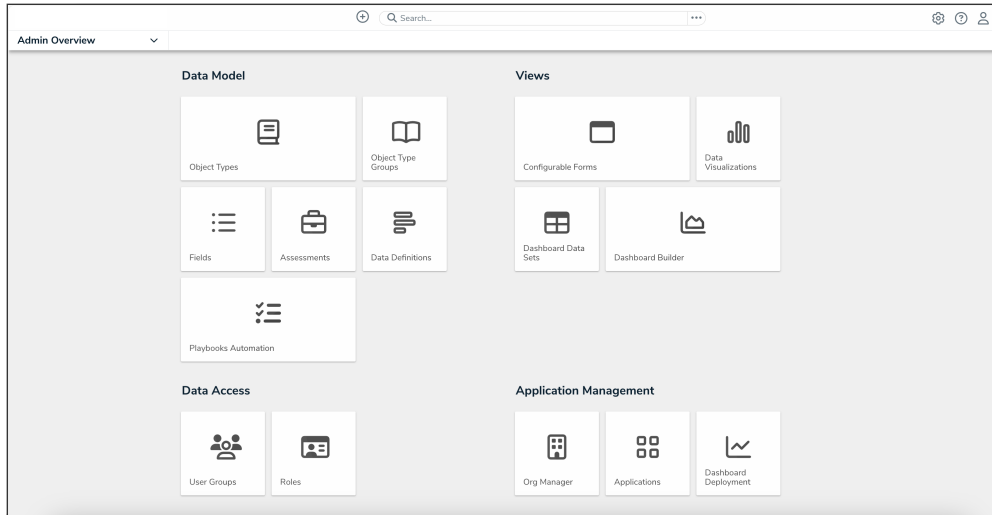 Search...
Admin Overview
Data Model
Object Types
Object Type
Groups
Fields
Assessments
Data Definitions
Playbooks Automation
Views
Configurable Forms
Data
Visualizations
Dashboard Data
Sets
Dashboard Builder
Data Access
User Groups
Roles
Application Management
Org Manager
Applications
Dashboard
Deployment